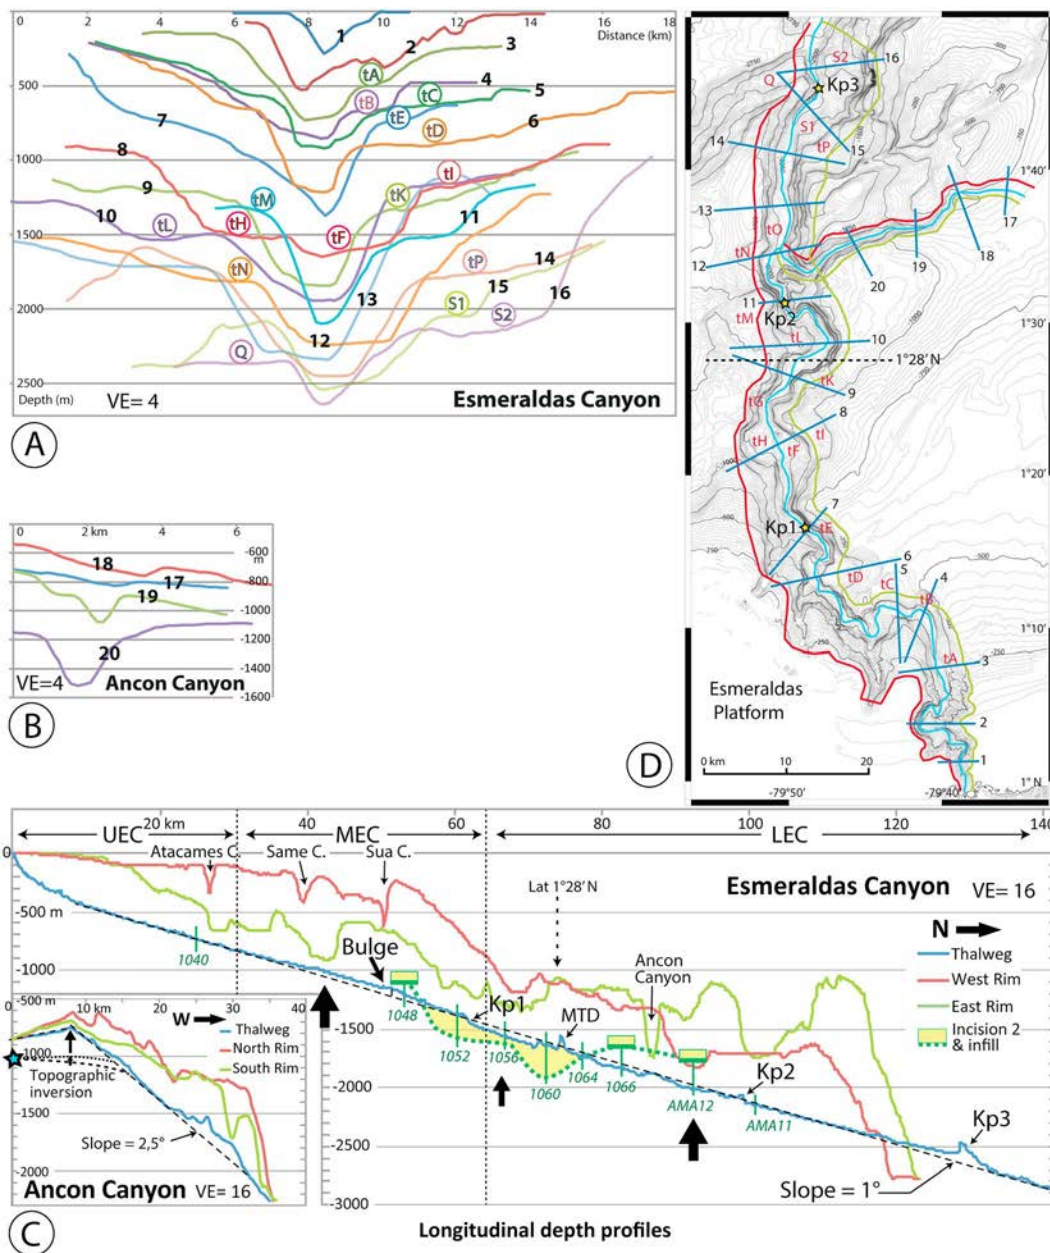 0 2 4 6 8 10 12 14 16 18
Distance (km)
1
2
3
tA
500
4
tB
tC
5
7
tE
tD
6
1000
8
9
tI
tM
tK
10
tL
tH
11
1500
tF
tN
tP
14
13
15
16
2000
S1
12
S2
Q
2500
Depth (m)
VE= 4
Esmeraldas Canyon
A
0 2 km 4 6
-600
m
18
-800
17
19
-1000
-1200
20
-1400
VE=4
Ancon Canyon
-1600
B
S2
16
Q
Kp3
S1
14
tP
15
1°40'
13
17
tO
tN
18
12
19
20
11
1°30'
Kp2
tM
tL
10
1°28' N
tK
9
tG
8
tH
tI
tF
1°20'
7
Kp1
tE
6
5
tD
tC
4
tB
1°10'
tA
3
Esmeraldas
Platform
2
0 km 10 20
1
D
1° N
-79°50'
-79°40'
20 km 40 60 80 100 120 140
UEC
MEC
LEC
0
Atacames C.
Same C.
Sua C.
Esmeraldas Canyon VE= 16
Lat 1°28' N
-500 m
N
Thalweg
West Rim
East Rim
Incision 2
& infill
1040
Bulge
Ancon
Canyon
-1000
1048
Kp1
MTD
-1500
1052
1056
1060
1064
1066
AMA12
AMA11
Kp2
-2000
Kp3
-2500
Slope = 1°
-3000
0 10 km 20 30 40
-500 m
W
Thalweg
North Rim
South Rim
-1000
Topographic
inversion
-1500
Slope = 2,5°
-2000
Ancon Canyon VE= 16
C
Longitudinal depth profiles